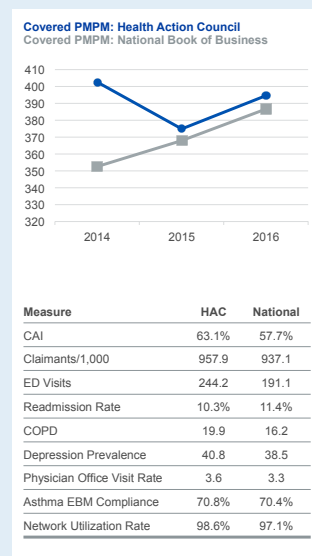 Covered PMPM: Health Action Council
Covered PMPM: National Book of Business
410
400
390
380
370
360
350
340
330
320
2014 2015 2016
Measure HAC National
CAI 63.1% 57.7%
Claimants/1,000 957.9 937.1
ED Visits 244.2 191.1
Readmission Rate 10.3% 11.4%
COPD 19.9 16.2
Depression Prevalence 40.8 38.5
Physician Office Visit Rate 3.6 3.3
Asthma EBM Compliance 70.8% 70.4%
Network Utilization Rate 98.6% 97.1%